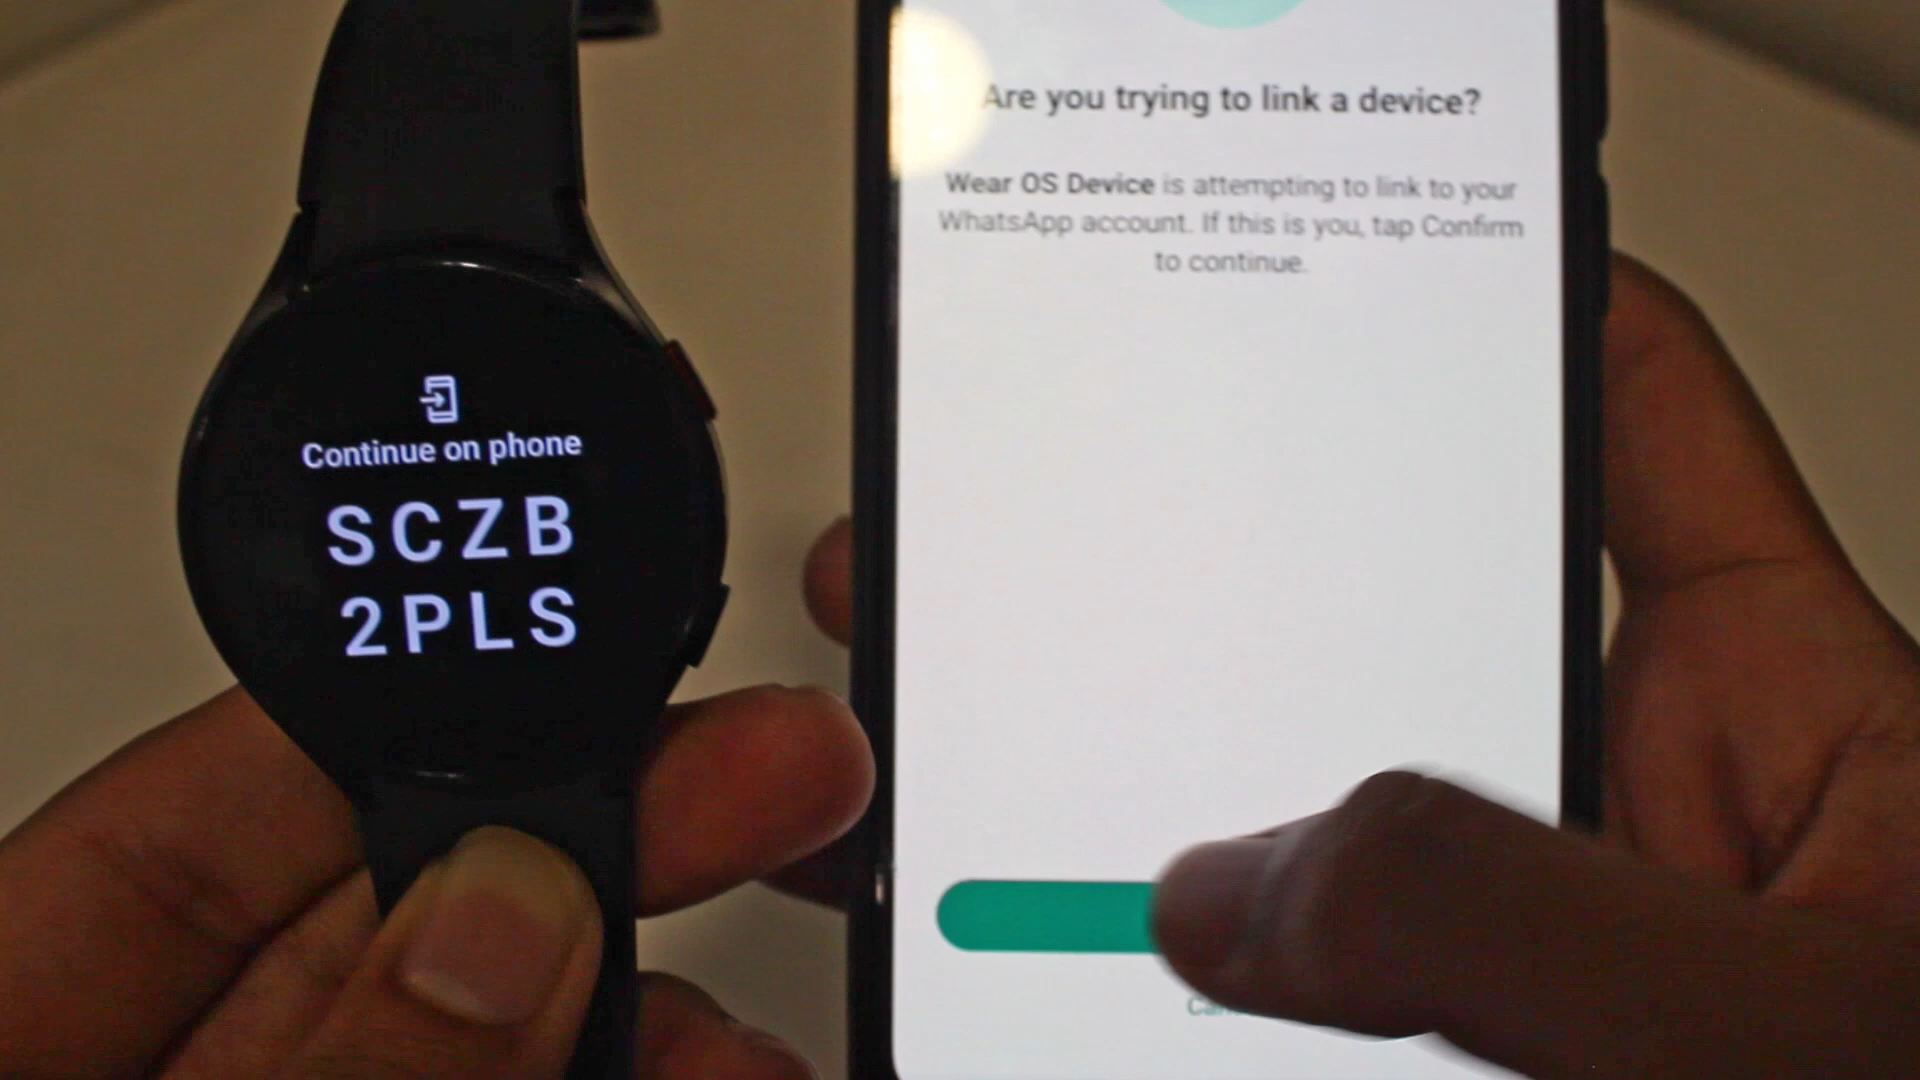 Continue on phone
SCZB
2PLS
Are you trying to link a device?
Wear OS Device is attempting to link to your
WhatsApp account. If this is you, tap Confirm
to continue.